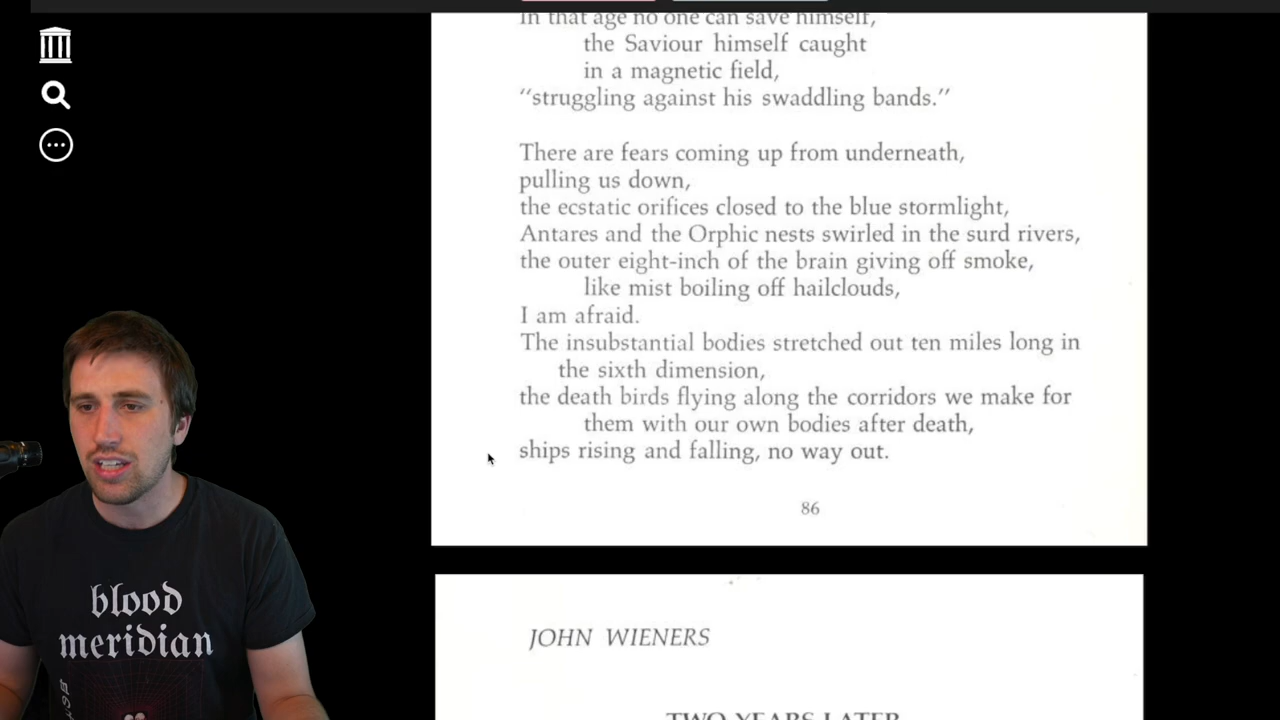 In that age no one can save himself,
the Saviour himself caught
in a magnetic field,
"struggling against his swaddling bands."
There are fears coming up from underneath,
pulling us down,
the ecstatic orifices closed to the blue stormlight,
Antares and the Orphic nests swirled in the surd rivers,
the outer eight-inch of the brain giving off smoke,
like mist boiling off hailclouds,
I am afraid.
The insubstantial bodies stretched out ten miles long in
the sixth dimension,
the death birds flying along the corridors we make for
them with our own bodies after death,
ships rising and falling, no way out.
86
JOHN WIENERS
TWO YEARS LATER
blood
meridian